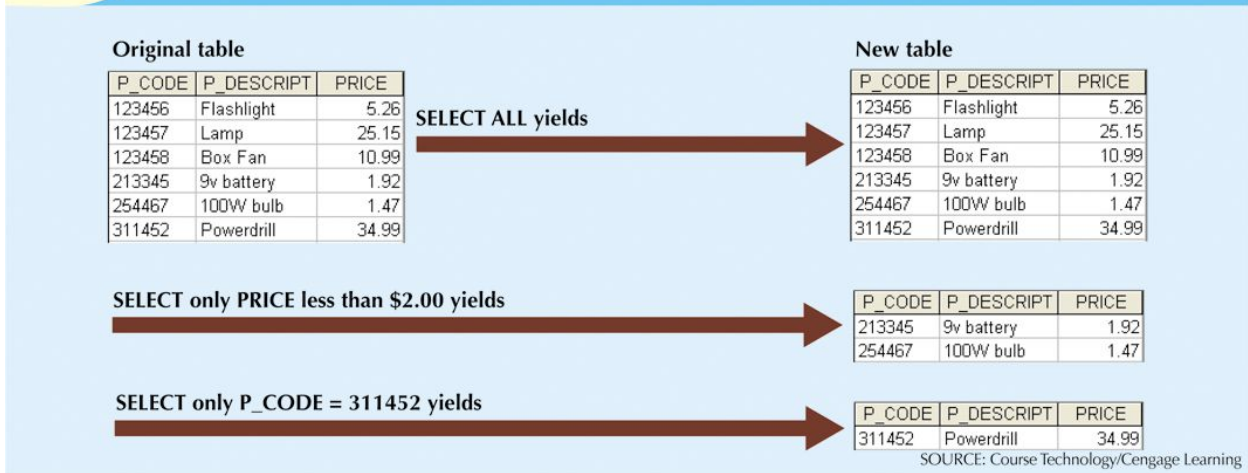 Original table
P_CODE P_DESCRIPT PRICE
123456 Flashlight 5.26
123457 Lamp 25.15
123458 Box Fan 10.99
213345 9v battery 1.92
254467 100W bulb 1.47
311452 Powerdrill 34.99
SELECT ALL yields
New table
P_CODE P_DESCRIPT PRICE
123456 Flashlight 5.26
123457 Lamp 25.15
123458 Box Fan 10.99
213345 9v battery 1.92
254467 100W bulb 1.47
311452 Powerdrill 34.99
SELECT only PRICE less than $2.00 yields
P_CODE P_DESCRIPT PRICE
213345 9v battery 1.92
254467 100W bulb 1.47
SELECT only P_CODE = 311452 yields
P_CODE P_DESCRIPT PRICE
311452 Powerdrill 34.99
SOURCE: Course Technology/Cengage Learning